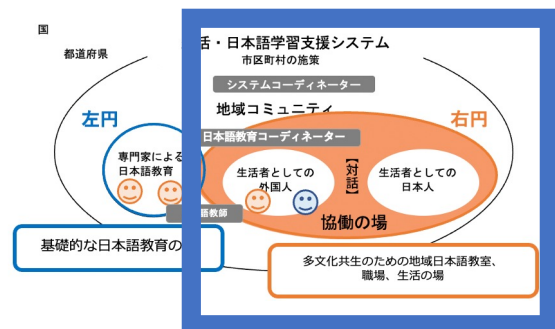 国
活・日本語学習支援システム
都道府県
市区町村の施策
システムコーディネーター
地域コミュニティ
左円
右円
日本語教育コーディネーター
専門家による
日本語教育
生活者としての
外国人
【対話】
生活者としての
日本人
語教師
協働の場
基礎的な日本語教育の
多文化共生のための地域日本語教室、
職場、生活の場